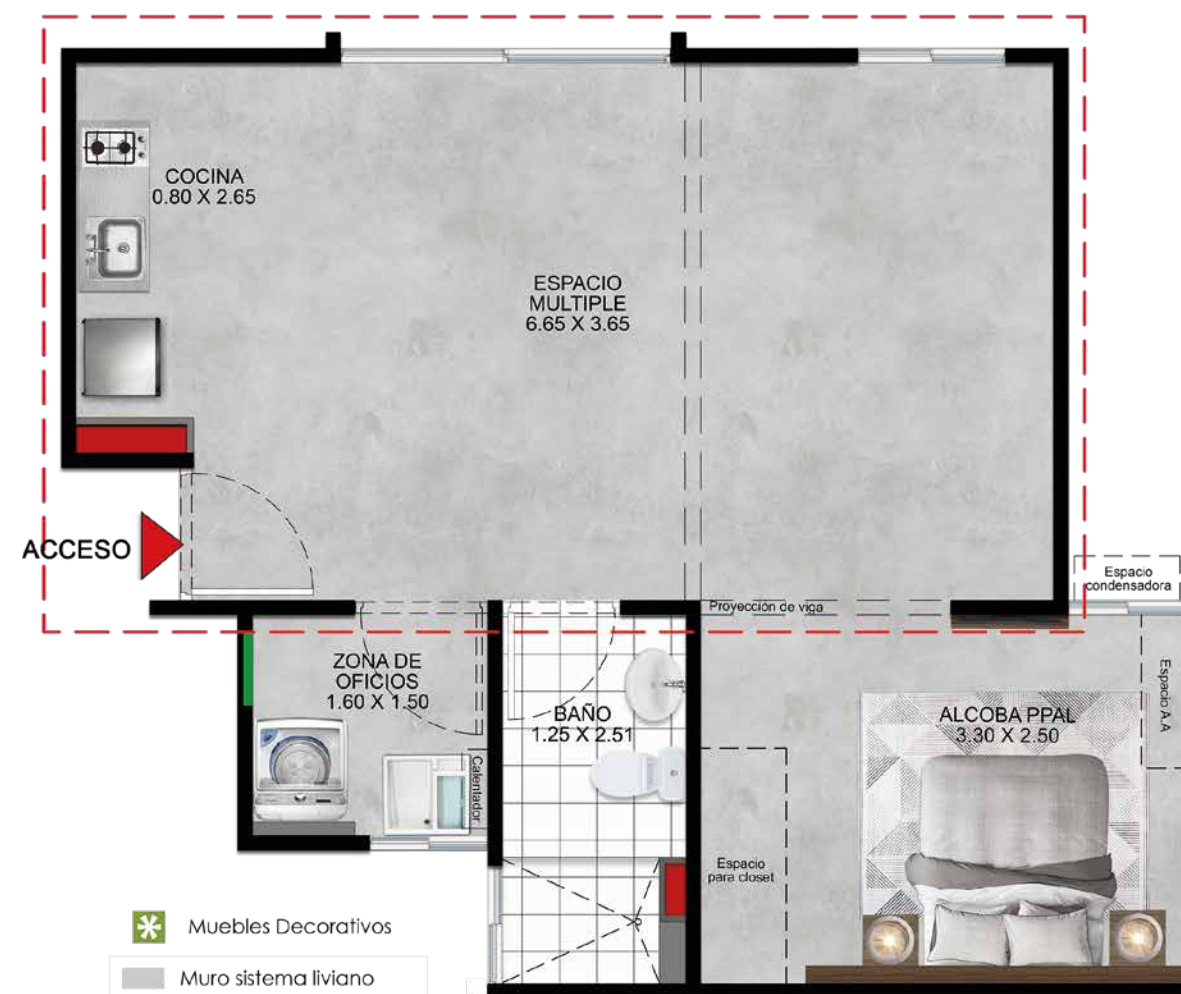 COCINA
0.80 X 2.65
ESPACIO
MULTIPLE
6.65 X 3.65
ACCESO
Espacio
condensadora
Proyección de viga
ZONA DE
OFICIOS
1.60 X 1.50
BAÑO
1.25 X 2.51
Calentador
ALCOBA PPAL
3.30 X 2.50
Espacio A.A
Espacio
para closet
Muebles Decorativos
Muro sistema liviano